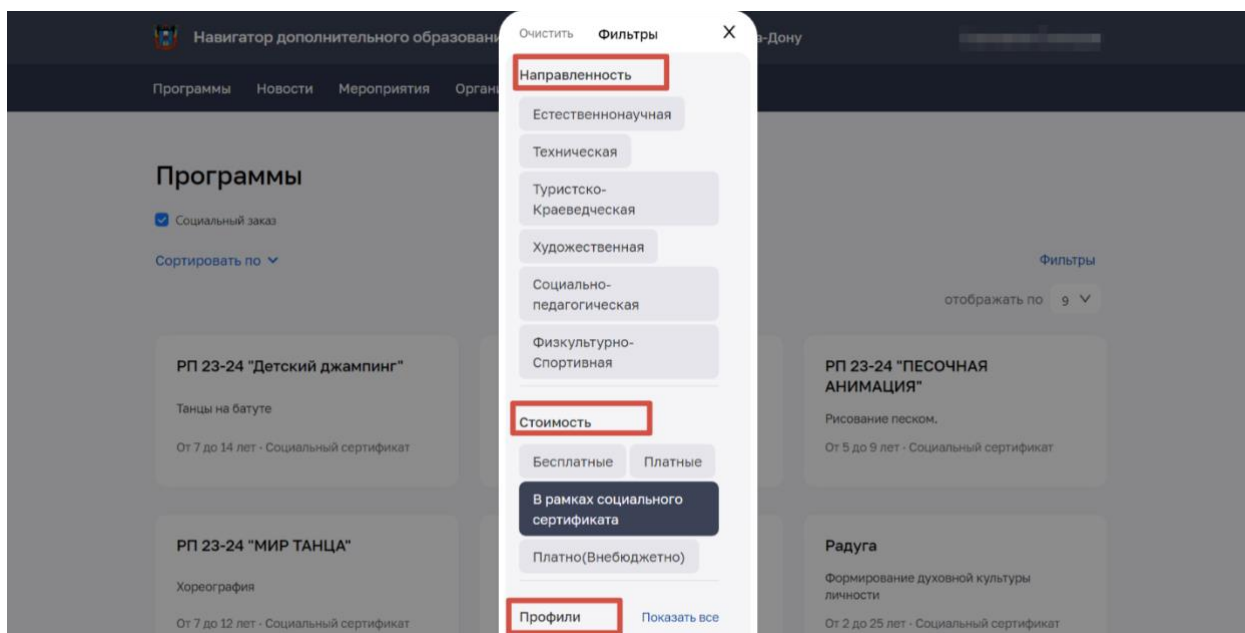 Навигатор дополнительного образовани
а-Дону
Программы Новости Мероприятия Органи
Программы
Социальный заказ
Сортировать по
Фильтры
отображать по 9
РП 23-24 "Детский джампинг"
Танцы на батуте
От 7 до 14 лет - Социальный сертификат
РП 23-24 "МИР ТАНЦА"
Хореография
От 7 до 12 лет - Социальный сертификат
Очистить Фильтры X
Направленность
Естественнонаучная
Техническая
Туристско-
Краеведческая
Художественная
Социально-
педагогическая
Физкультурно-
Спортивная
Стоимость
Бесплатные Платные
В рамках социального
сертификата
Платно(Внебюджетно)
Профили Показать все
РП 23-24 "ПЕСОЧНАЯ
АНИМАЦИЯ"
Рисование песком.
От 5 до 9 лет - Социальный сертификат
Радуга
Формирование духовной культуры
личности
От 2 до 25 лет - Социальный сертификат